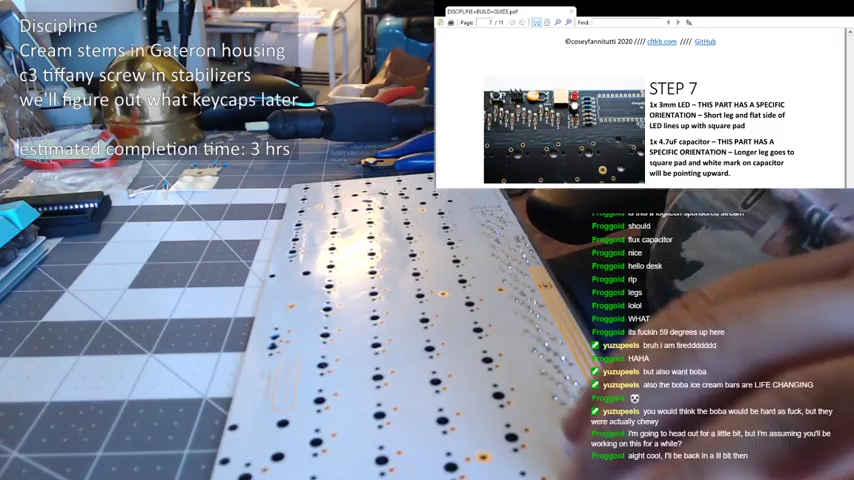 Discipline
Cream stems in Gateron housing
c3 tiffany screw in stabilizers
we'll figure out what keycaps later
estimated completion time: 3 hrs
DISCIPLINE+BUILD+GUIDE.pdf
Page: 7 / 11 Find:
©coseyfannitutti 2020 //// cftkb.com //// GitHub
STEP 7
1x 3mm LED – THIS PART HAS A
SPECIFIC
ORIENTATION – Short leg and flat side of
LED lines up with square pad
1x 4.7uF capacitor – THIS PART HAS A
SPECIFIC ORIENTATION – Longer leg goes to
square pad and white mark on capacitor
will be pointing upward.
Froggoid is this a logitech sponsored stream
Froggoid should
Froggoid flux capacitor
Froggoid nice
Froggoid hello desk
Froggoid rip
Froggoid legs
Froggoid lolol
Froggoid WHAT
Froggoid its fuckin 59 degrees up here
yuzupeels bruh i am tireddddddd
Froggoid HAHA
yuzupeels but also want boba
yuzupeels also the boba ice cream bars are LIFE CHANGING
Froggoid
yuzupeels you would think the boba would be hard as fuck, but they
were actually chewy
Froggoid I'm going to head out for a little bit, but I'm assuming you'll be
working on this for a while?
Froggoid aight cool, I'll be back in a lil bit then